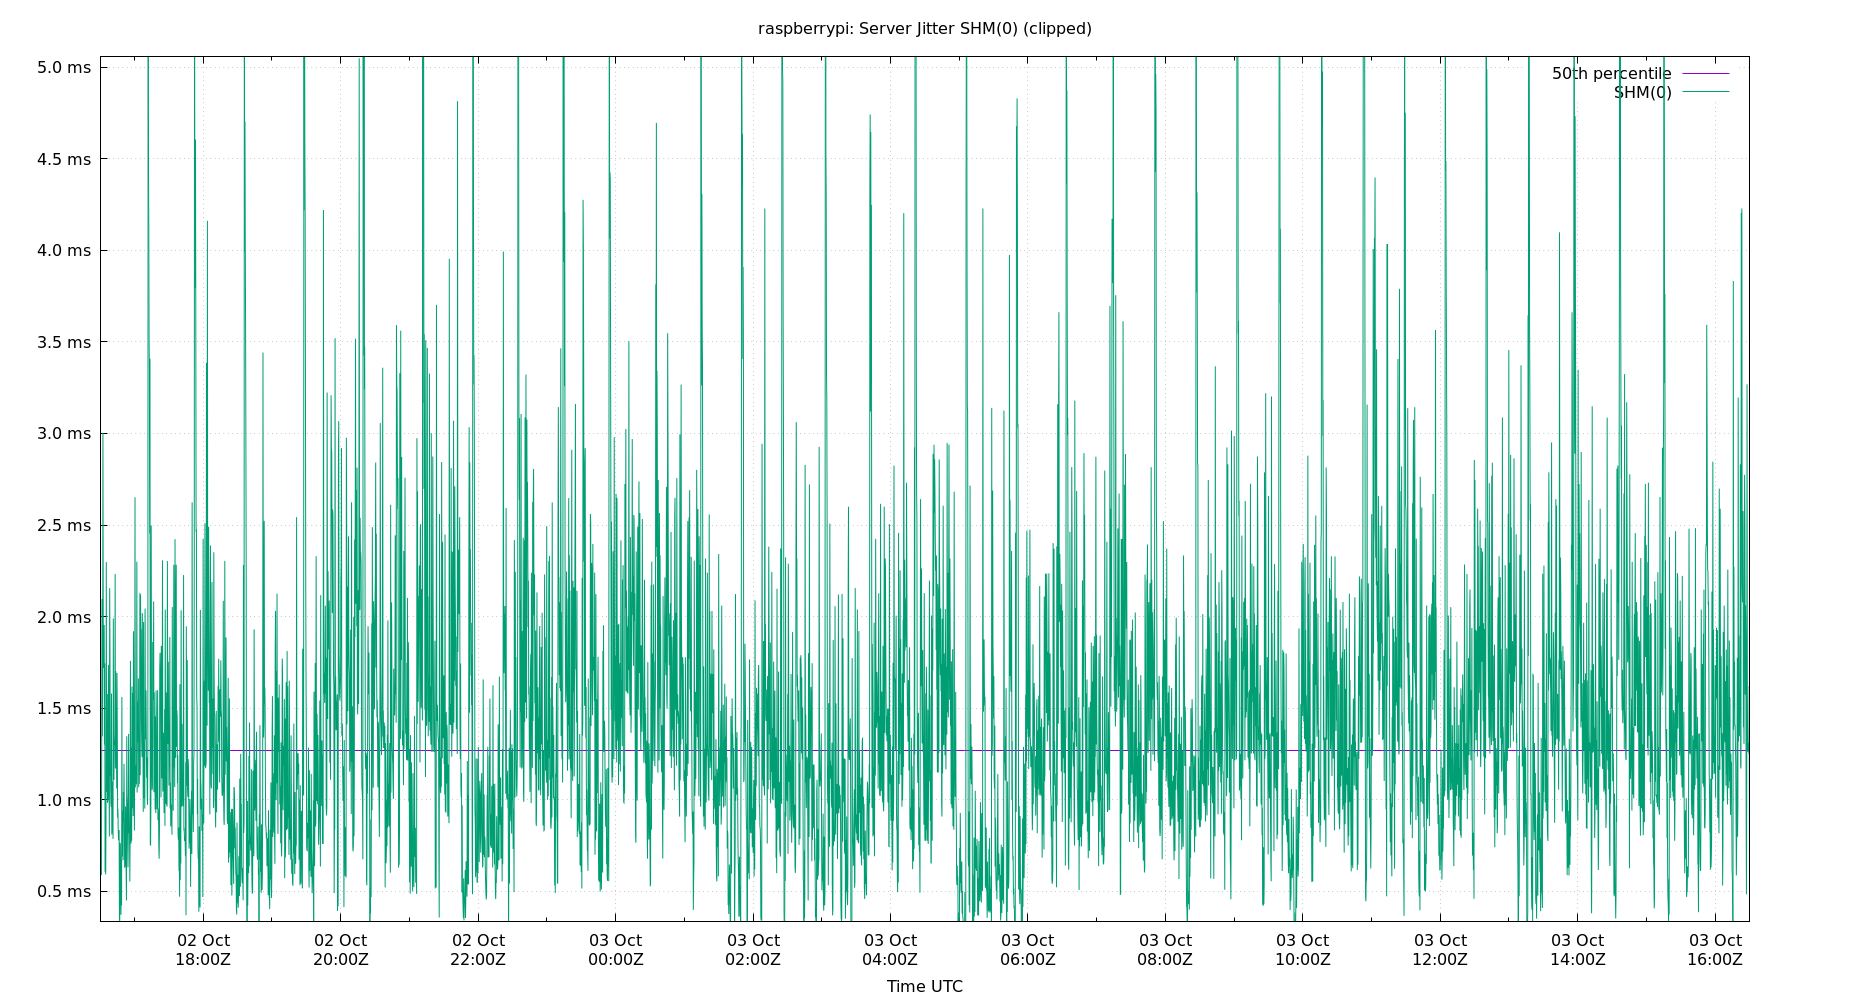 raspberrypi: Server Jitter SHM(0) (clipped)
50th percentile
SHM(0)
5.0 ms
4.5 ms
4.0 ms
3.5 ms
3.0 ms
2.5 ms
2.0 ms
1.5 ms
1.0 ms
0.5 ms
02 Oct 02 Oct 02 Oct 03 Oct 03 Oct 03 Oct 03 Oct 03 Oct 03 Oct 03 Oct 03 Oct 03 Oct
18:00Z 20:00Z 22:00Z 00:00Z 02:00Z 04:00Z 06:00Z 08:00Z 10:00Z 12:00Z 14:00Z 16:00Z
Time UTC